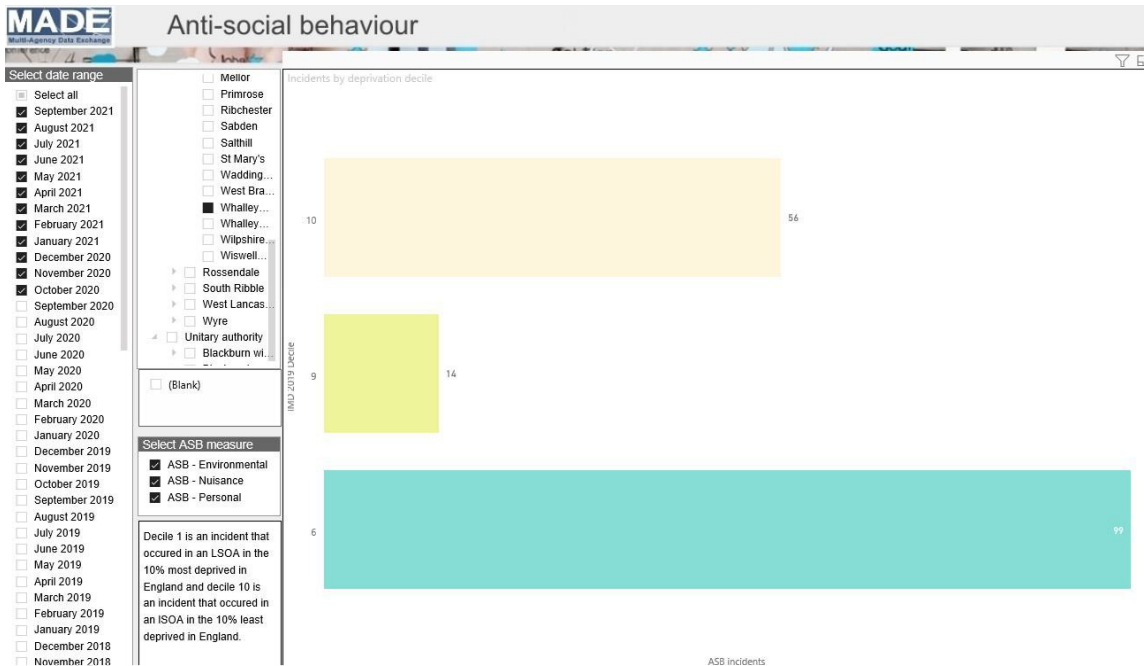 MADE
Multi-Agency Data Exchange
Anti-social behaviour
Select date range
Select all
September 2021
August 2021
July 2021
June 2021
May 2021
April 2021
March 2021
February 2021
January 2021
December 2020
November 2020
October 2020
September 2020
August 2020
July 2020
June 2020
May 2020
April 2020
March 2020
February 2020
January 2020
December 2019
November 2019
October 2019
September 2019
August 2019
July 2019
June 2019
May 2019
April 2019
March 2019
February 2019
January 2019
December 2018
November 2018
Mellor
Primrose
Ribchester
Sabden
Salthill
St Mary's
Wadding...
West Bra...
Whalley...
Whalley...
Wilpshire...
Wiswell...
Rossendale
South Ribble
West Lancas...
Wyre
Unitary authority
Blackburn wi...
(Blank)
Select ASB measure
ASB - Environmental
ASB - Nuisance
ASB - Personal
Decile 1 is an incident that
occured in an LSOA in the
10% most deprived in
England and decile 10 is
an incident that occured in
an lSOA in the 10% least
deprived in England.
Incidents by deprivation decile
IMD 2019 Decile
10
56
9
14
6
99
ASB incidents